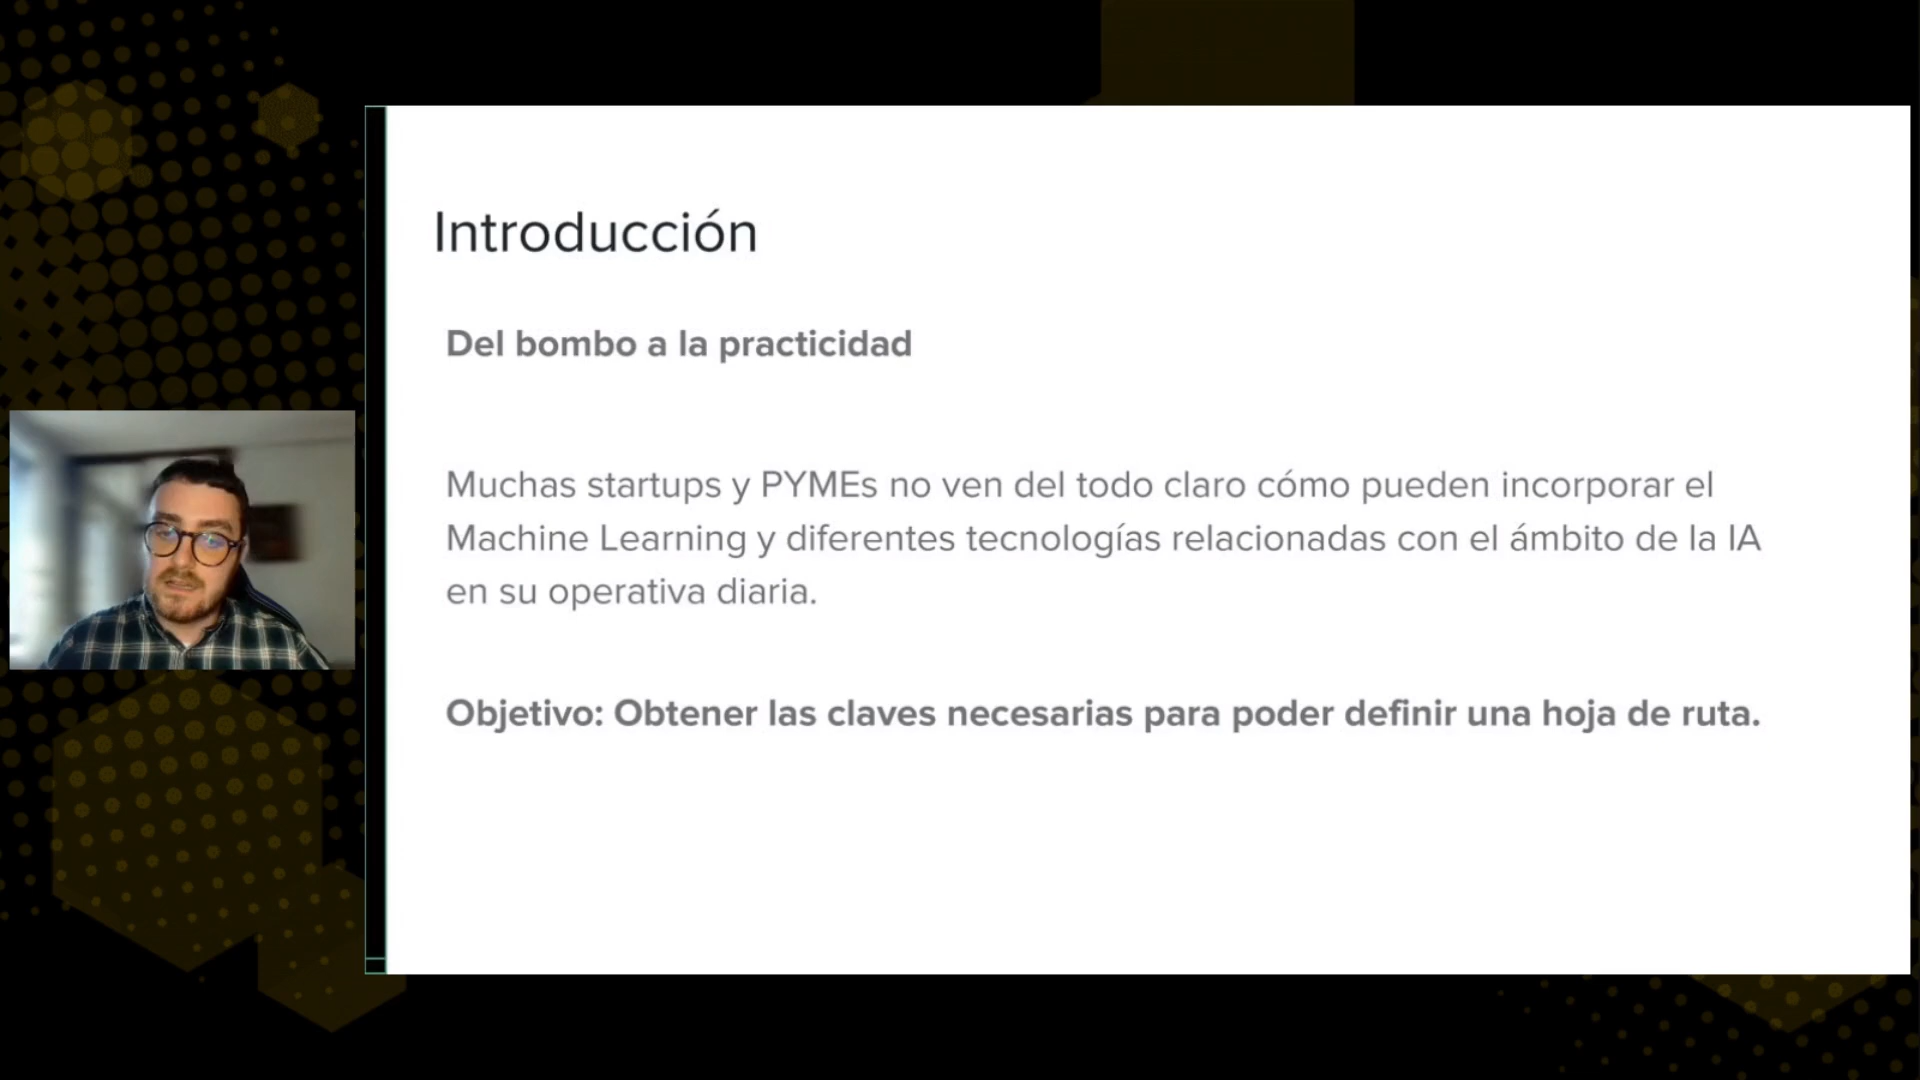 Introducción
Del bombo a la practicidad
Muchas startups y PYMEs no ven del todo claro cómo pueden incorporar el
Machine Learning y diferentes tecnologías relacionadas con el ámbito de la IA
en su operativa diaria.
Objetivo: Obtener las claves necesarias para poder definir una hoja de ruta.